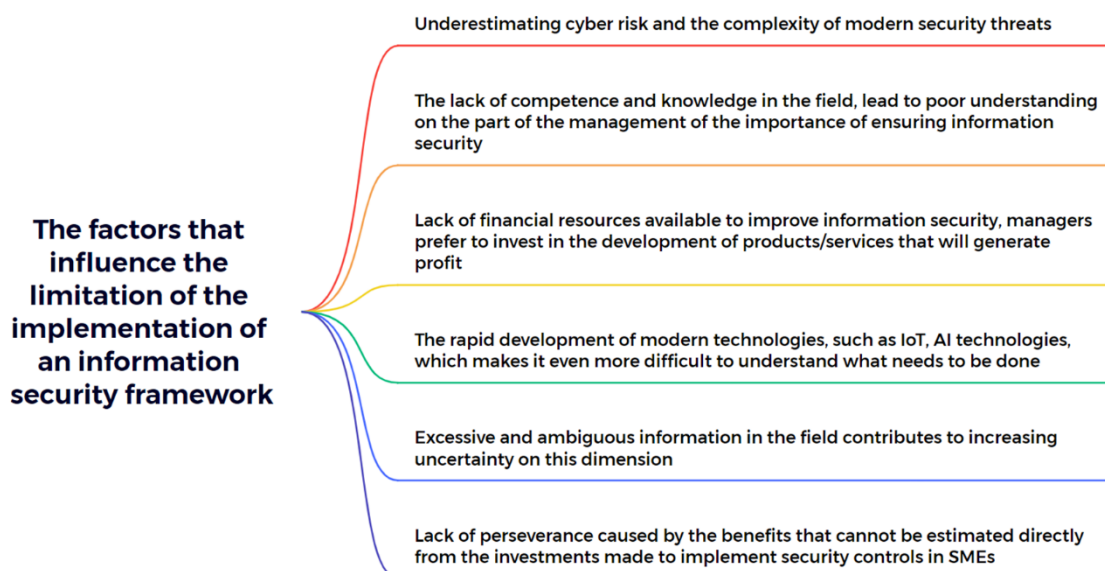 The factors that
influence the
limitation of the
implementation of
an information
security framework
Underestimating cyber risk and the complexity of modern security threats
The lack of competence and knowledge in the field, lead to poor understanding
on the part of the management of the importance of ensuring information
security
Lack of financial resources available to improve information security, managers
prefer to invest in the development of products/services that will generate
profit
The rapid development of modern technologies, such as IoT, AI technologies,
which makes it even more difficult to understand what needs to be done
Excessive and ambiguous information in the field contributes to increasing
uncertainty on this dimension
Lack of perseverance caused by the benefits that cannot be estimated directly
from the investments made to implement security controls in SMEs